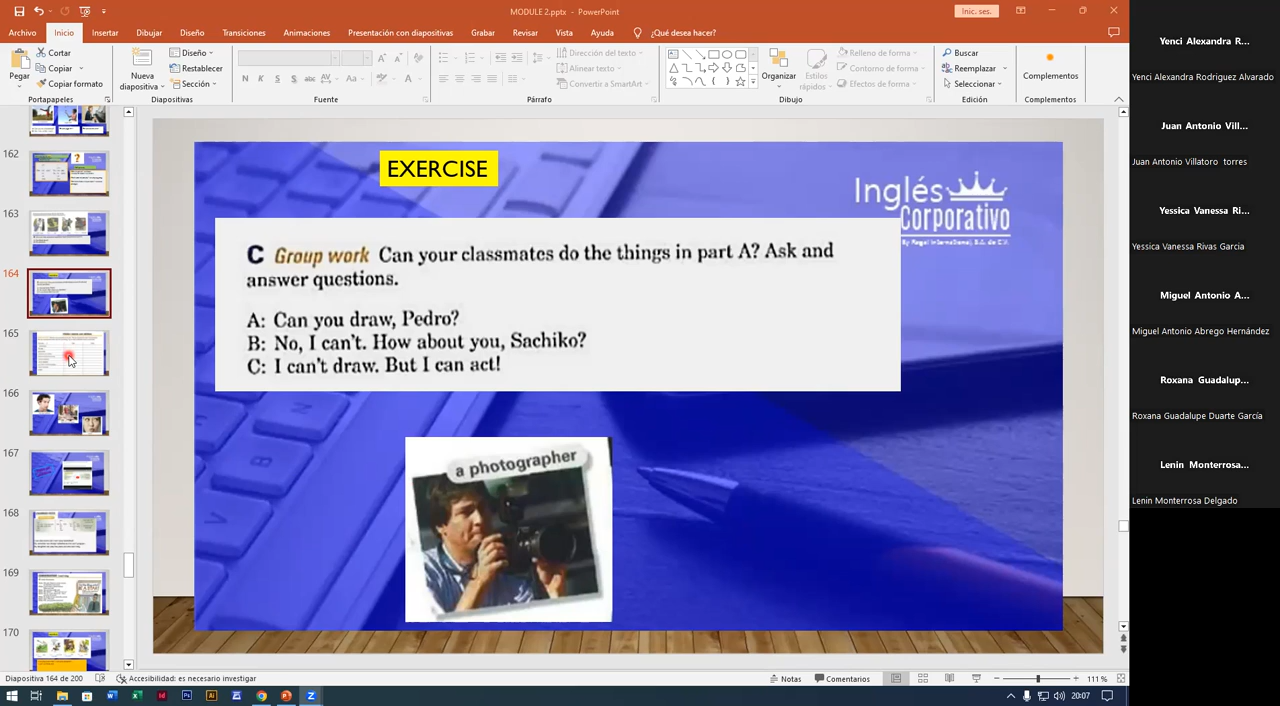 MODULE 2.pptx - PowerPoint
Inic. ses.
Archivo
Inicio
Insertar
Dibujar
Diseño
Transiciones
Animaciones
Presentación con diapositivas
Grabar
Revisar
Vista
Ayuda
¿Qué desea hacer?
Pegar
Cortar
Copiar
Copiar formato
Portapapeles
Nueva
diapositiva
Diseño
Restablecer
Sección
Diapositivas
N K S S abc AV Aa
Fuente
Dirección del texto
Alinear texto
Convertir a SmartArt
Párrafo
Organizar
Estilos
rápidos
Relleno de forma
Contorno de forma
Efectos de forma
Dibujo
Buscar
Reemplazar
Seleccionar
Edición
Complementos
Complementos
162
163
164
165
166
167
168
169
170
EXERCISE
Inglés
Corporativo
By Regal International, S.A. de C.V.
C Group work Can your classmates do the things in part A? Ask and
answer questions.
A: Can you draw, Pedro?
B: No, I can't. How about you, Sachiko?
C: I can't draw. But I can act!
a photographer
Yenci Alexandra R...
Yenci Alexandra Rodriguez Alvarado
Juan Antonio Vill...
Juan Antonio Villatoro torres
Yessica Vanessa Ri...
Yessica Vanessa Rivas Garcia
Miguel Antonio A...
Miguel Antonio Abrego Hernández
Roxana Guadalup...
Roxana Guadalupe Duarte García
Lenin Monterrosa...
Lenin Monterrosa Delgado
Diapositiva 164 de 200
Accesibilidad: es necesario investigar
Notas
Comentarios
111 %
20:07